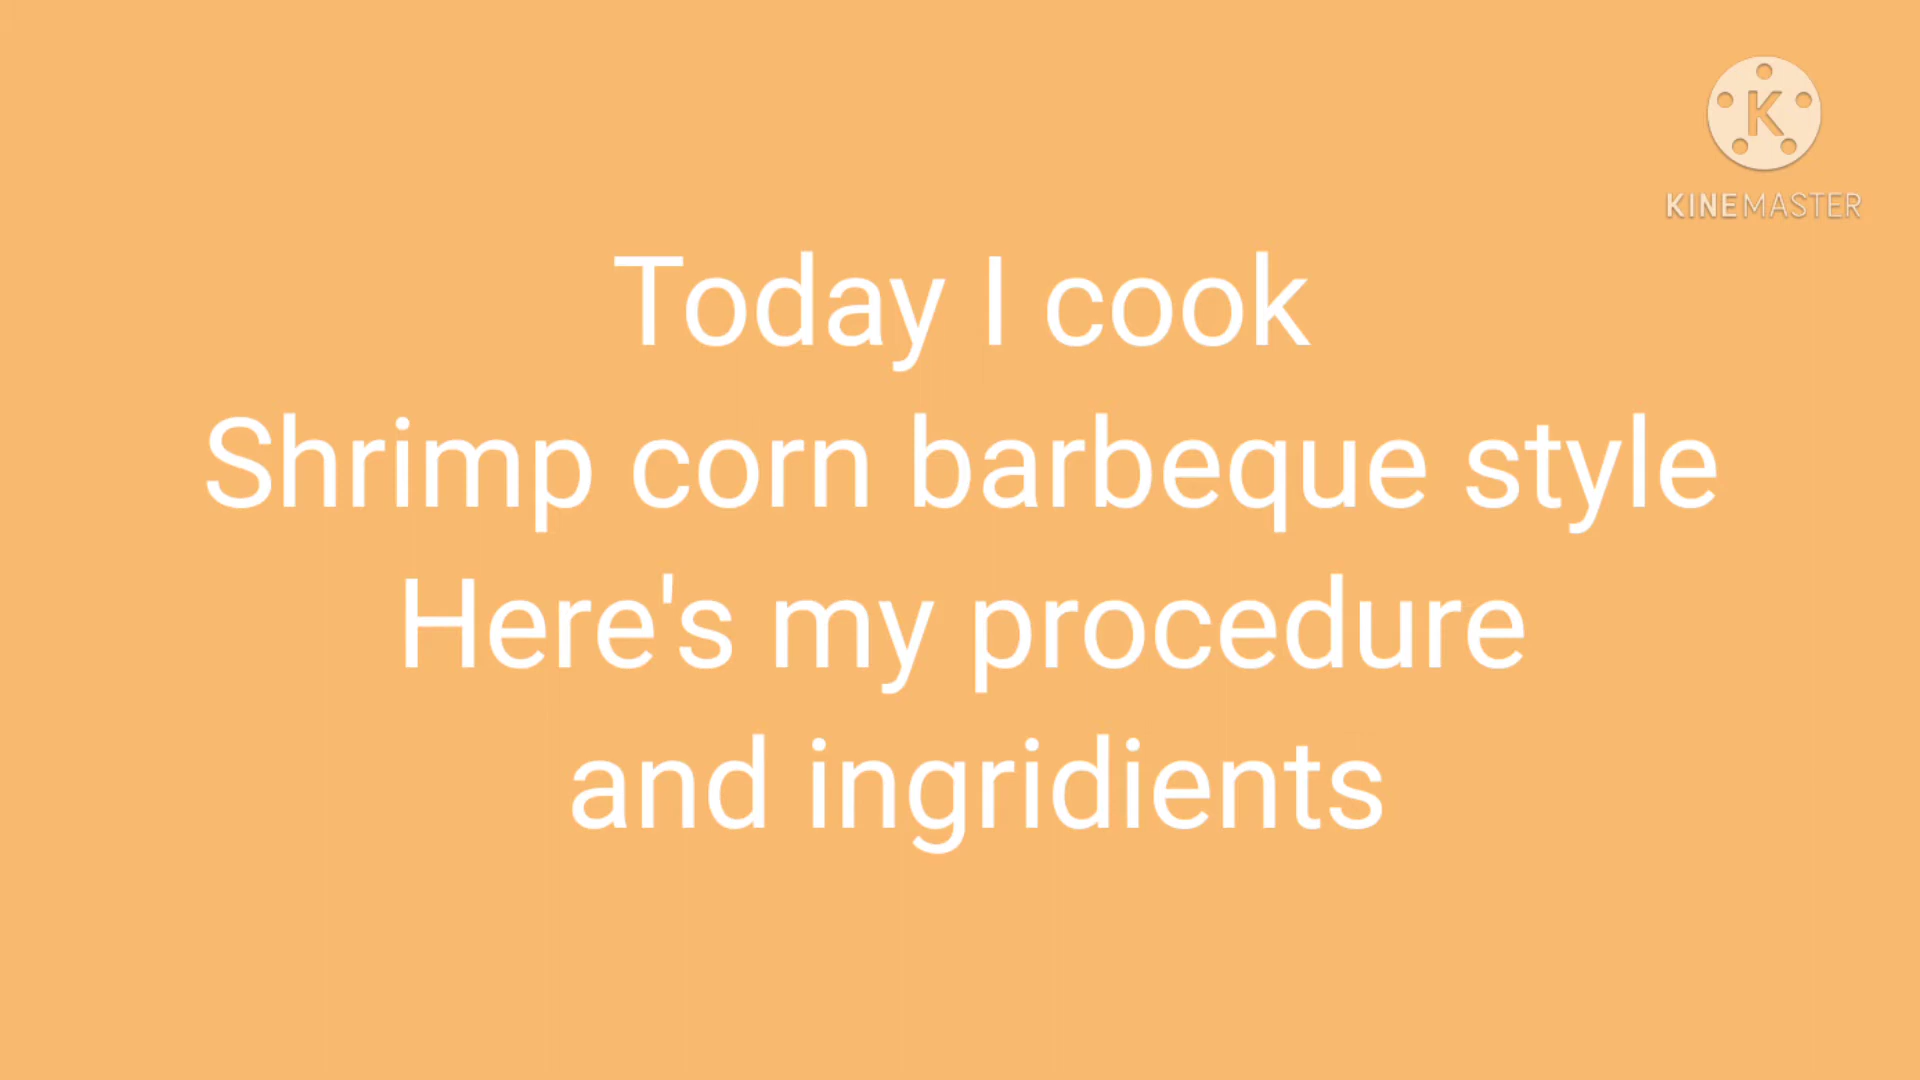 K
KINEMASTER
Today I cook
Shrimp corn barbeque style
Here's my procedure
and ingridients